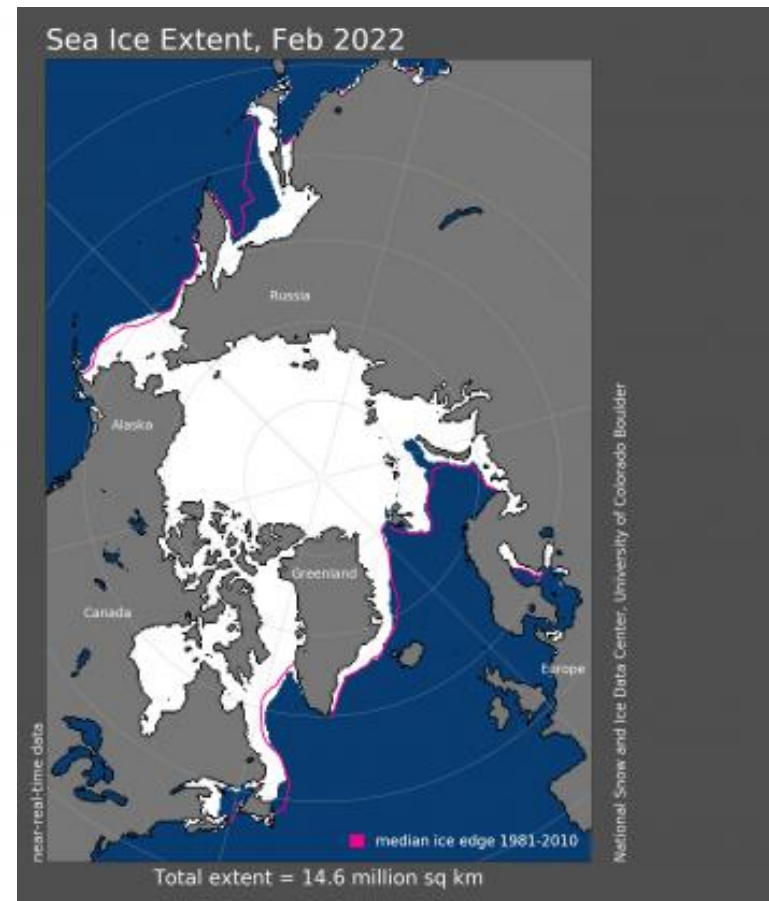 Sea Ice Extent, Feb 2022
Russia
Alaska
Greenland
Canada
Europe
near-real-time data
National Snow and Ice Data Center, University of Colorado Boulder
median ice edge 1981-2010
Total extent = 14.6 million sq km